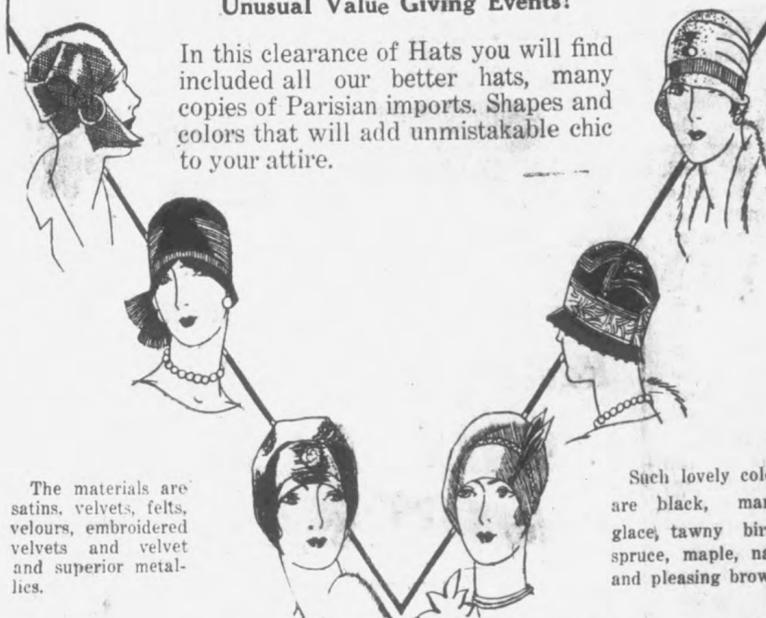 Unusual Value Giving Events!
In this clearance of Hats you will find
included all our better hats, many
copies of Parisian imports. Shapes and
colors that will add unmistakable chic
to your attire.
The materials are
satins, velvets, felts,
velours, embroidered
velvets and velvet
and superior metal-
lics.
Such lovely
are black,
glace, tawny
spruce, maple,
and pleasing